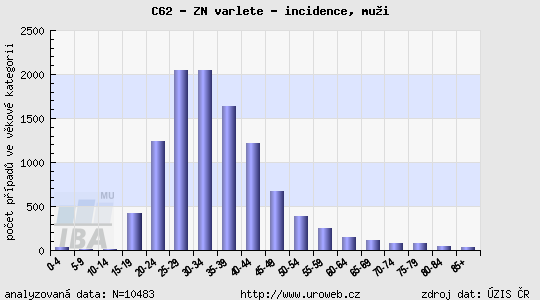 C62 - ZN varlete - incidence, muži
počet případů ve věkové kategorii
2500
2000
1500
1000
500
0
MU
IBA
0-4 5-9 10-14 15-19 20-24 25-29 30-34 35-39 40-44 45-49 50-54 55-59 60-64 65-69 70-74 75-79 80-84 85+
analyzovaná data: N=10483 http://www.uroweb.cz zdroj dat: ÚZIS ČR